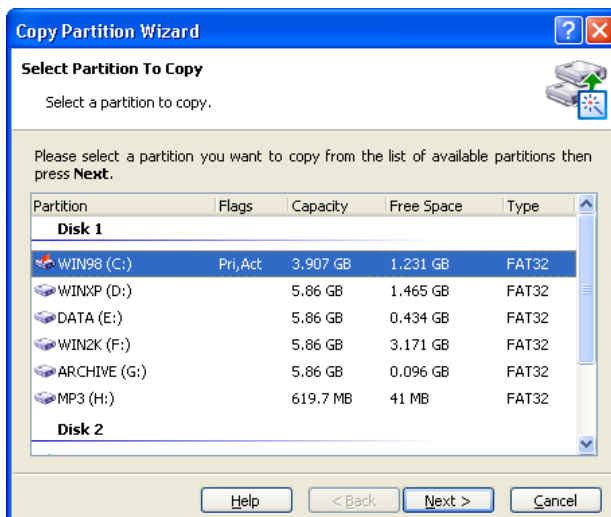 Copy Partition Wizard
Select Partition To Copy
Select a partition to copy.
Please select a partition you want to copy from the list of available partitions then
press Next.
Partition Flags Capacity Free Space Type
Disk 1
WIN98 (C:) Pri,Act 3.907 GB 1.231 GB FAT32
WINXP (D:) 5.86 GB 1.465 GB FAT32
DATA (E:) 5.86 GB 0.434 GB FAT32
WIN2K (F:) 5.86 GB 3.171 GB FAT32
ARCHIVE (G:) 5.86 GB 0.096 GB FAT32
MP3 (H:) 619.7 MB 41 MB FAT32
Disk 2
Help < Back Next > Cancel